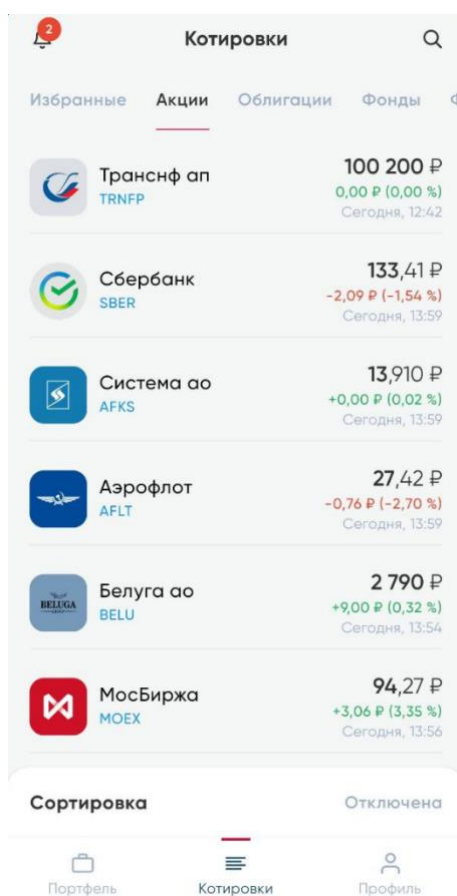 2
Котировки
Избранные Акции Облигации Фонды
Транснф ап 100 200 ₽
TRNFP 0,00 ₽ (0,00 %)
Сегодня, 12:42
Сбербанк 133,41 ₽
SBER -2,09 ₽ (-1,54 %)
Сегодня, 13:59
Система ао 13,910 ₽
AFKS +0,00 ₽ (0,02 %)
Сегодня, 13:59
Аэрофлот 27,42 ₽
AFLT -0,76 ₽ (-2,70 %)
Сегодня, 13:59
BELUGA
Белуга ао 2 790 ₽
BELU +9,00 ₽ (0,32 %)
Сегодня, 13:54
МосБиржа 94,27 ₽
MOEX +3,06 ₽ (3,35 %)
Сегодня, 13:56
Сортировка Отключена
Портфель Котировки Профиль